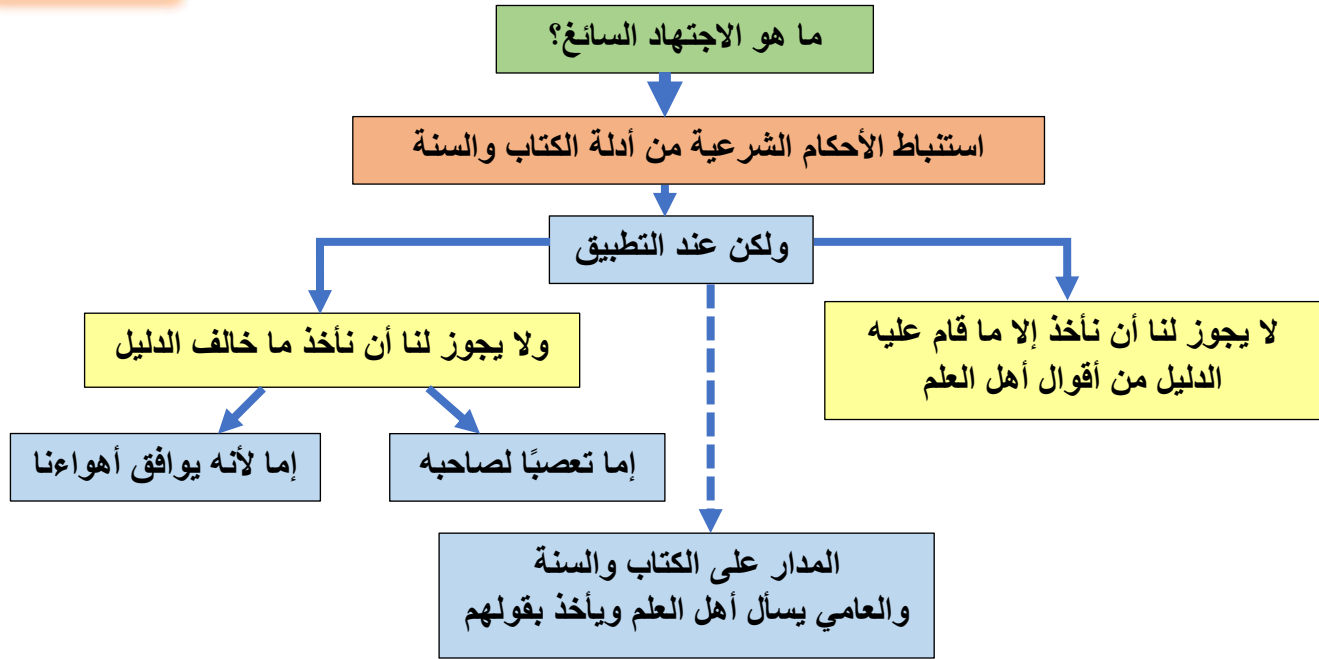 ما هو الاجتهاد السائغ؟
استنباط الأحكام الشرعية من أدلة الكتاب والسنة
ولكن عند التطبيق
لا يجوز لنا أن نأخذ إلا ما قام عليه
الدليل من أقوال أهل العلم
ولا يجوز لنا أن نأخذ ما خالف الدليل
إما تعصبًا لصاحبه
إما لأنه يوافق أهواءنا
المدار على الكتاب والسنة
والعامي يسأل أهل العلم ويأخذ بقولهم